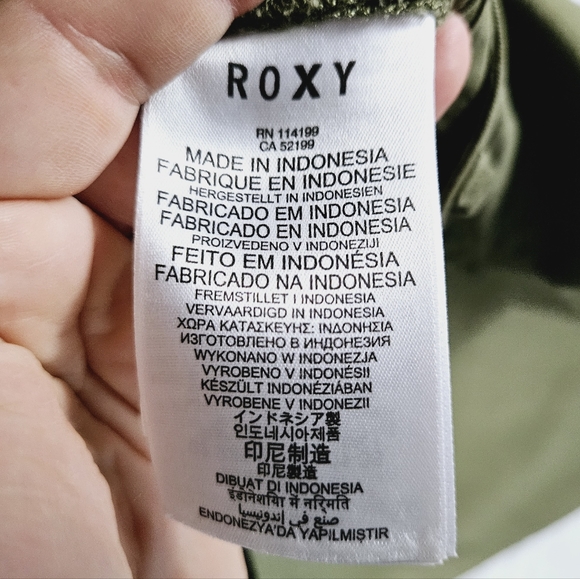 ROXY
RN 114199
CA 52199
MADE IN INDONESIA
FABRIQUE EN INDONESIE
HERGESTELLT IN INDONESIEN
FABRICADO EM INDONÁSIA
FABRICADO EN INDONÁSIA
PROIZVEDENO V INDONEZIJI
FEITO EM INDONÉSIA
FABRICADO NA INDONESIA
FREMSTILLET I INDONESIA
VERVAARDIGD IN INDONESIA
ΧΩΡΑ ΚΑΤΑΣΚΕΥΗΣ: ΙΝΔΟΝΗΣΙΑ
ИЗГОТОВЛЕНО В ИНДОНЕЗИЯ
WYKONANO W INDONEZJA
VYROBENO V INDONÉSII
KÉSZÜLT INDONÉZIÁBAN
VYROBENE V INDONEZII
インドネシア製
인도네시아제품
印尼制造
印尼製造
DIBUAT DI INDONESIA
इंडोनेशिया में नर्मिति
صنع في إندونيسيا
ENDONEZYA'DA YAPILMIŞTIR